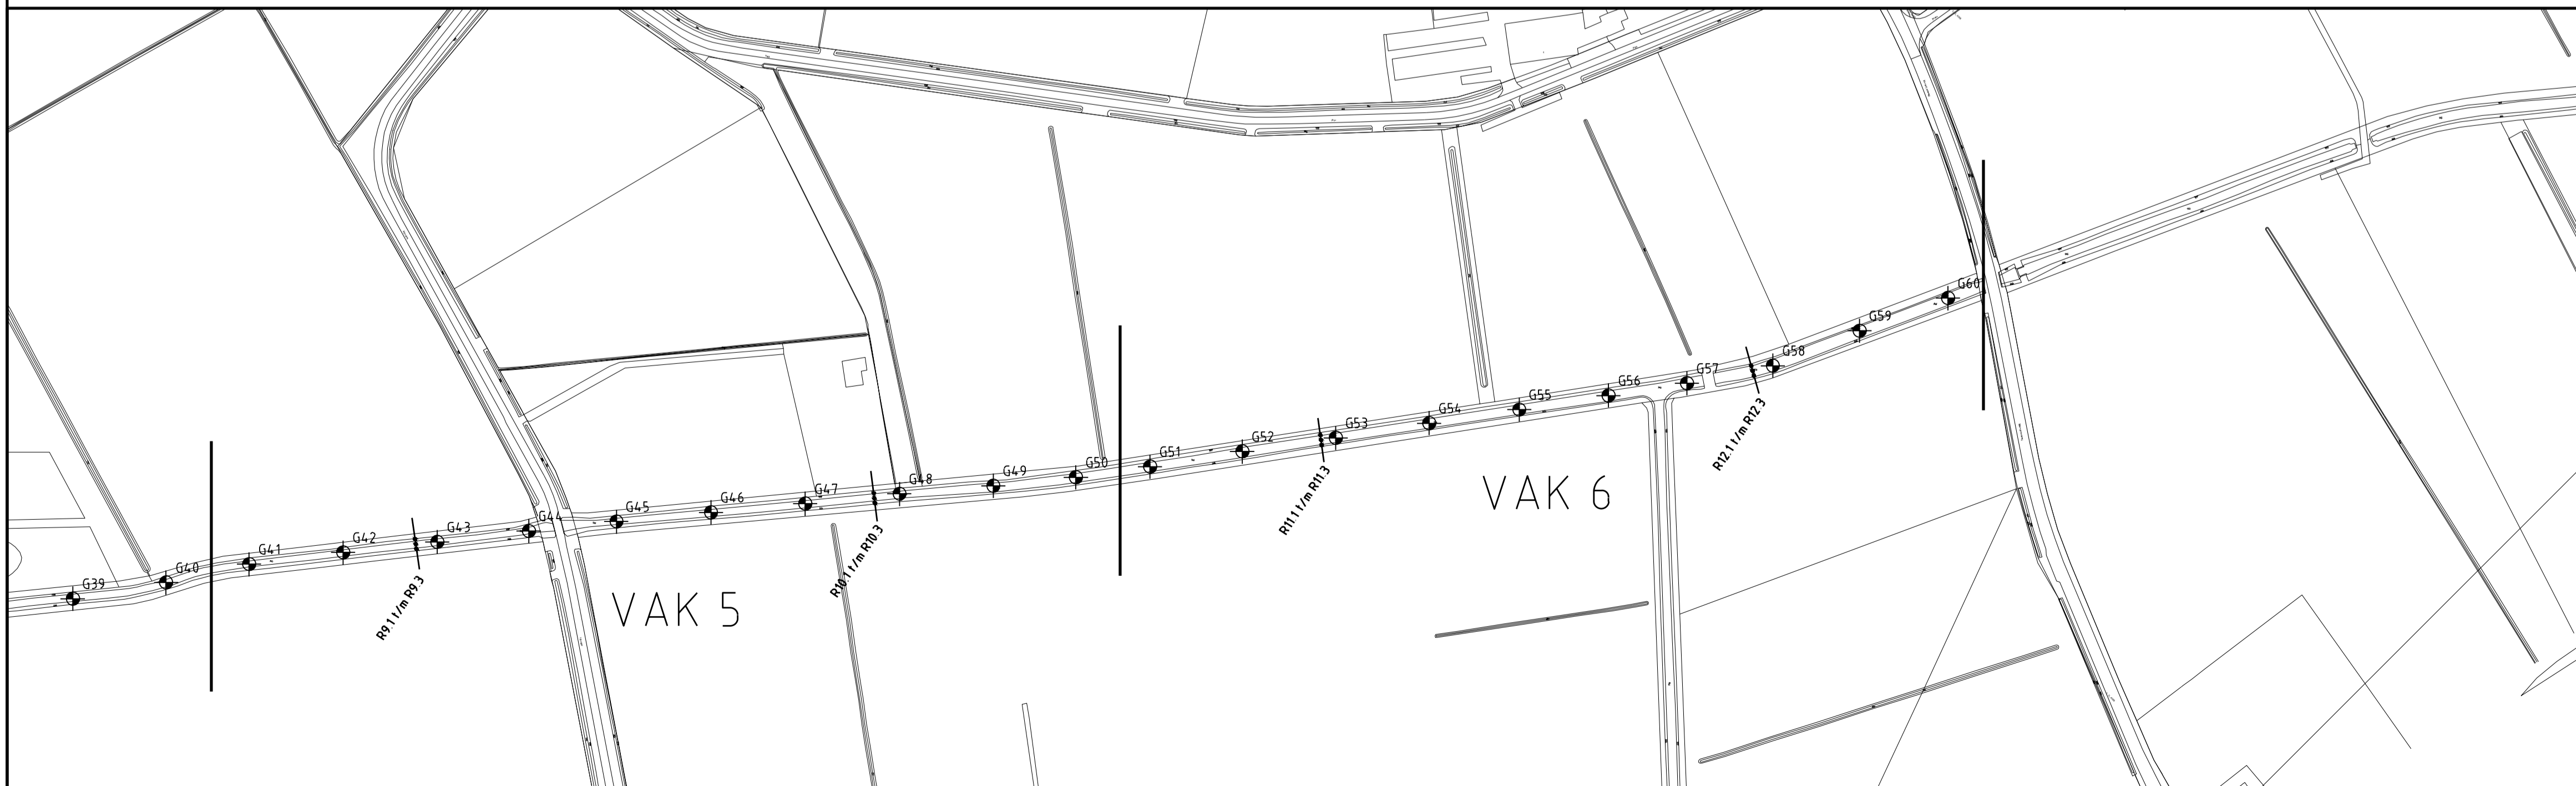 G39
G40
G41
G42
R9.1 t/m R9.3
G43
G44
G45
G46
G47
R10.1 t/m R10.3
G48
G49
G50
G51
G52
R11.1 t/m R11.3
G53
G54
G55
G56
G57
R12.1 t/m R12.3
G58
G59
G60
VAK 5
VAK 6